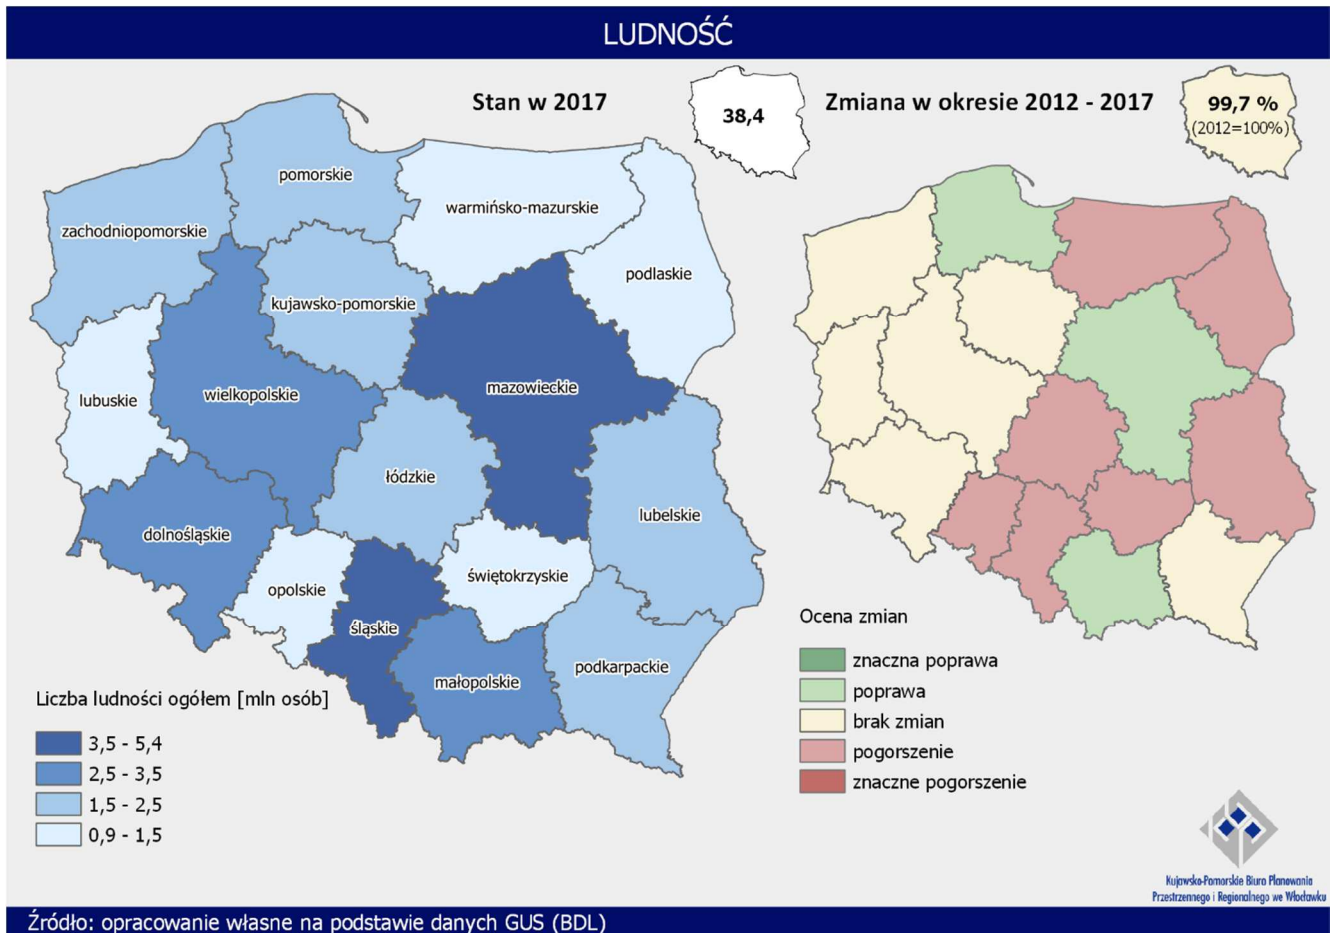 LUDNOŚĆ
Stan w 2017
38,4
Zmiana w okresie 2012 - 2017
99,7 %
(2012=100%)
pomorskie
warmińsko-mazurskie
zachodniopomorskie
podlaskie
kujawsko-pomorskie
mazowieckie
wielkopolskie
lubuskie
łódzkie
lubelskie
dolnośląskie
świętokrzyskie
opolskie
śląskie
podkarpackie
małopolskie
Liczba ludności ogółem [mln osób]
3,5 - 5,4
2,5 - 3,5
1,5 - 2,5
0,9 - 1,5
Ocena zmian
znaczna poprawa
poprawa
brak zmian
pogorszenie
znaczne pogorszenie
Kujawsko-Pomorskie Biuro Planowania
Przestrzennego i Regionalnego we Włocławku
Źródło: opracowanie własne na podstawie danych GUS (BDL)